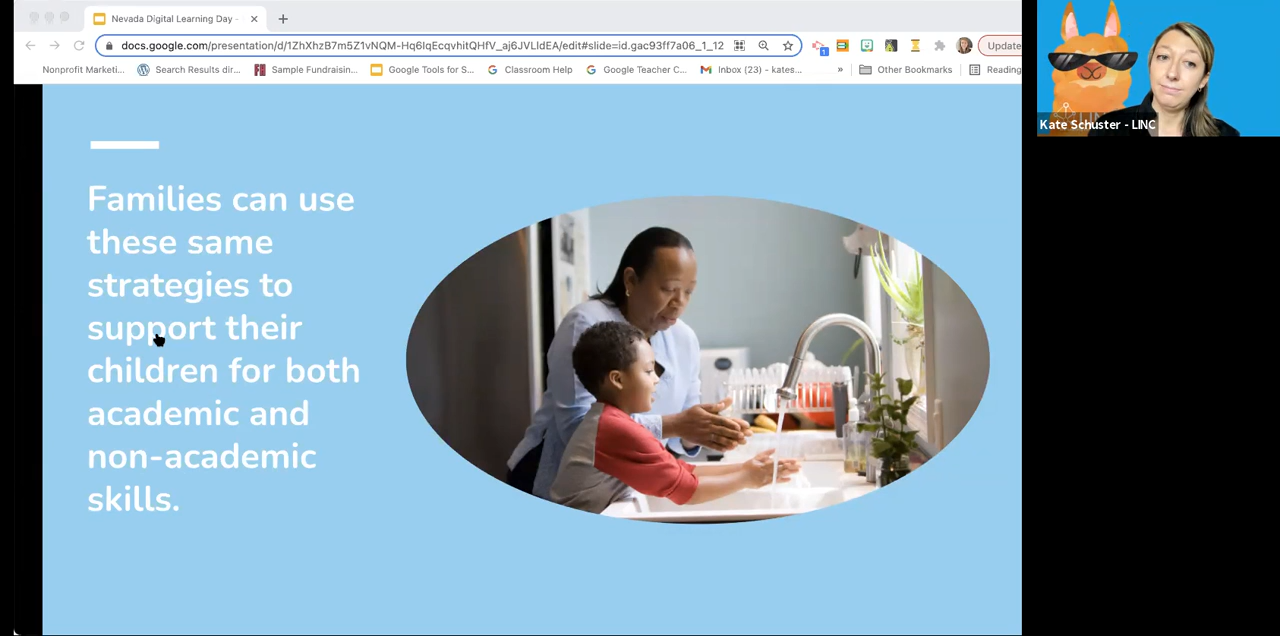 Nevada Digital Learning Day -
docs.google.com/presentation/d/1ZhXhzB7m5Z1vNQM-Hq6IqEcqvhitQHfV_aj6JVLIdEA/edit#slide=id.gac93ff7a06_1_12
1
Update
Nonprofit Marketi...
Search Results dir...
Sample Fundraisin...
Google Tools for S...
Classroom Help
Google Teacher C...
Inbox (23) - kates...
»
Other Bookmarks
Reading
Kate Schuster - LINC
Families can use
these same
strategies to
support their
children for both
academic and
non-academic
skills.